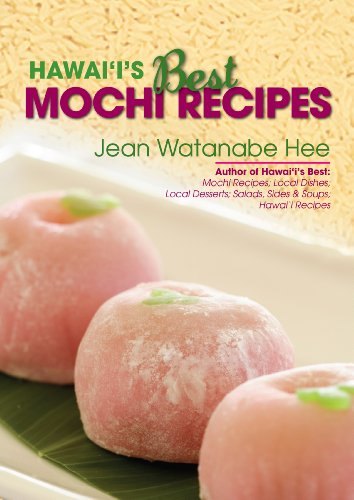 HAWAI‘I’S Best
MOCHI RECIPES
Jean Watanabe Hee
Author of Hawai‘i’s Best:
Mochi Recipes; Local Dishes;
Local Desserts; Salads, Sides & Soups;
Hawai‘i Recipes